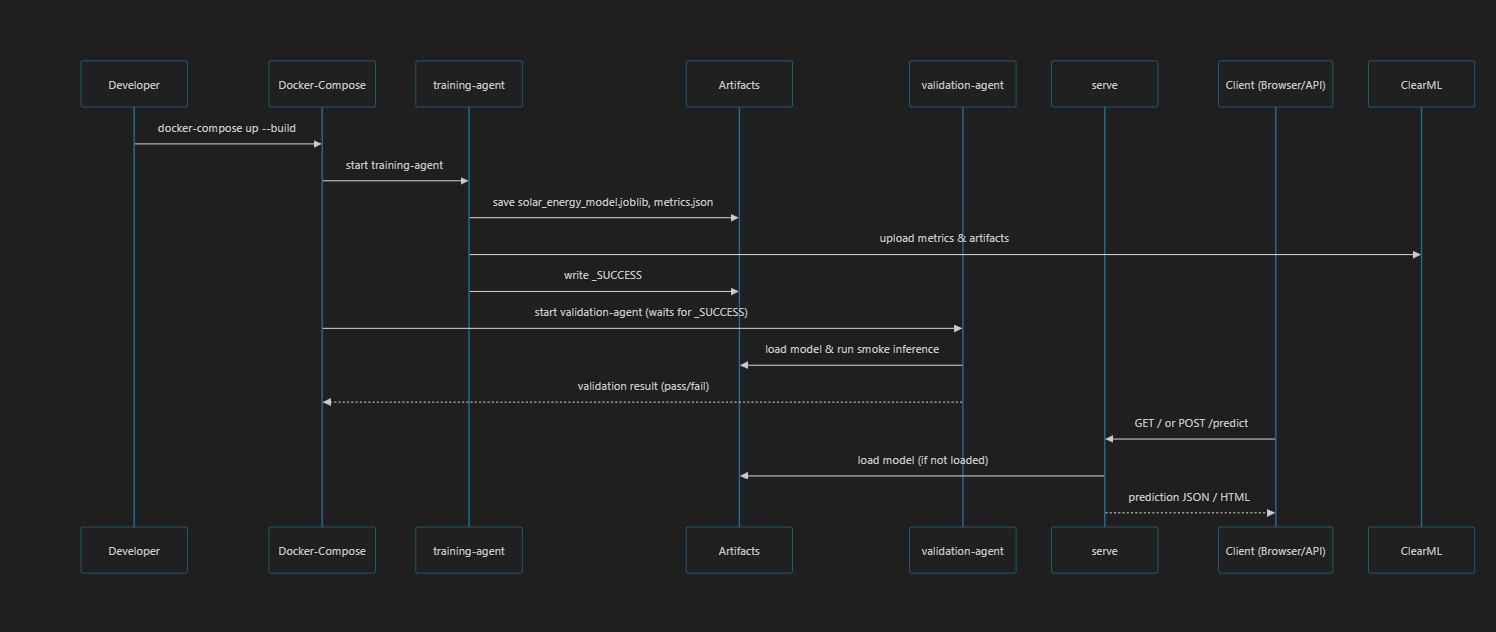 Developer
Docker-Compose
training-agent
Artifacts
validation-agent
serve
Client (Browser/API)
ClearML
docker-compose up --build
start training-agent
save solar_energy_model.joblib, metrics.json
upload metrics & artifacts
write _SUCCESS
start validation-agent (waits for _SUCCESS)
load model & run smoke inference
validation result (pass/fail)
GET / or POST /predict
load model (if not loaded)
prediction JSON / HTML
Developer
Docker-Compose
training-agent
Artifacts
validation-agent
serve
Client (Browser/API)
ClearML